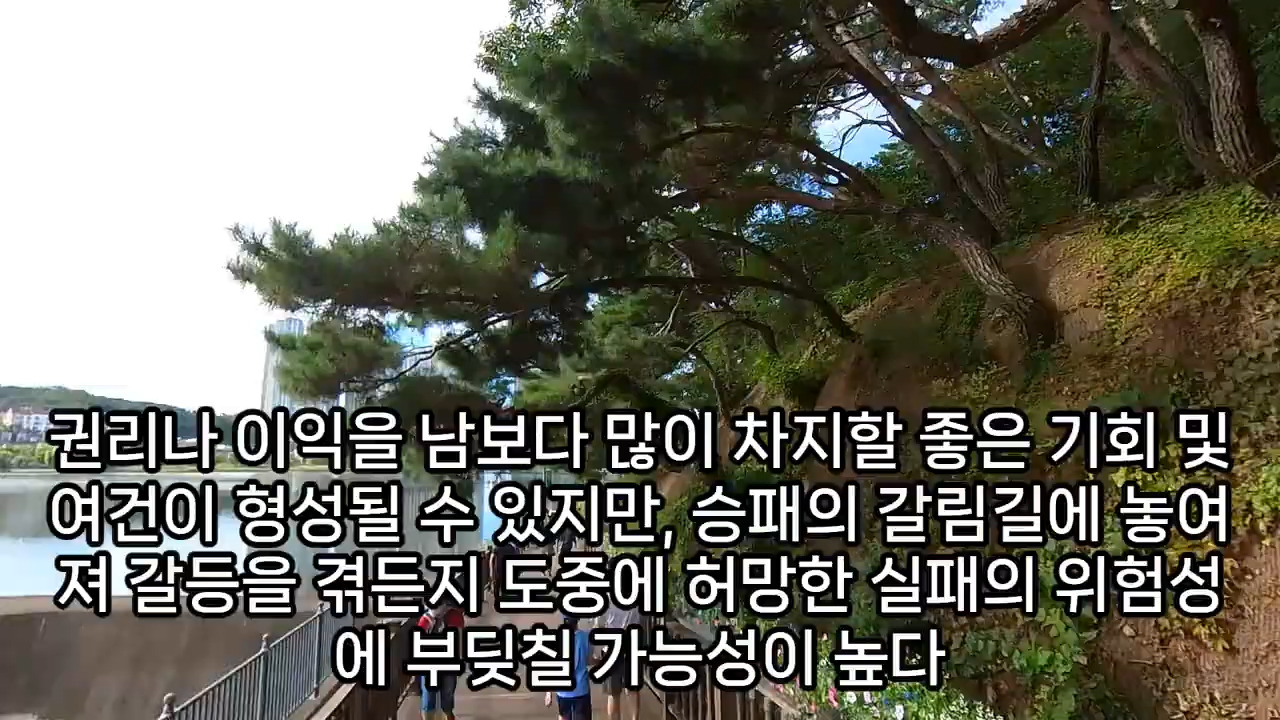 권리나 이익을 남보다 많이 차지할 좋은 기회 및
여건이 형성될 수 있지만, 승패의 갈림길에 놓여
져 갈등을 겪든지 도중에 허망한 실패의 위험성
에 부딪칠 가능성이 높다